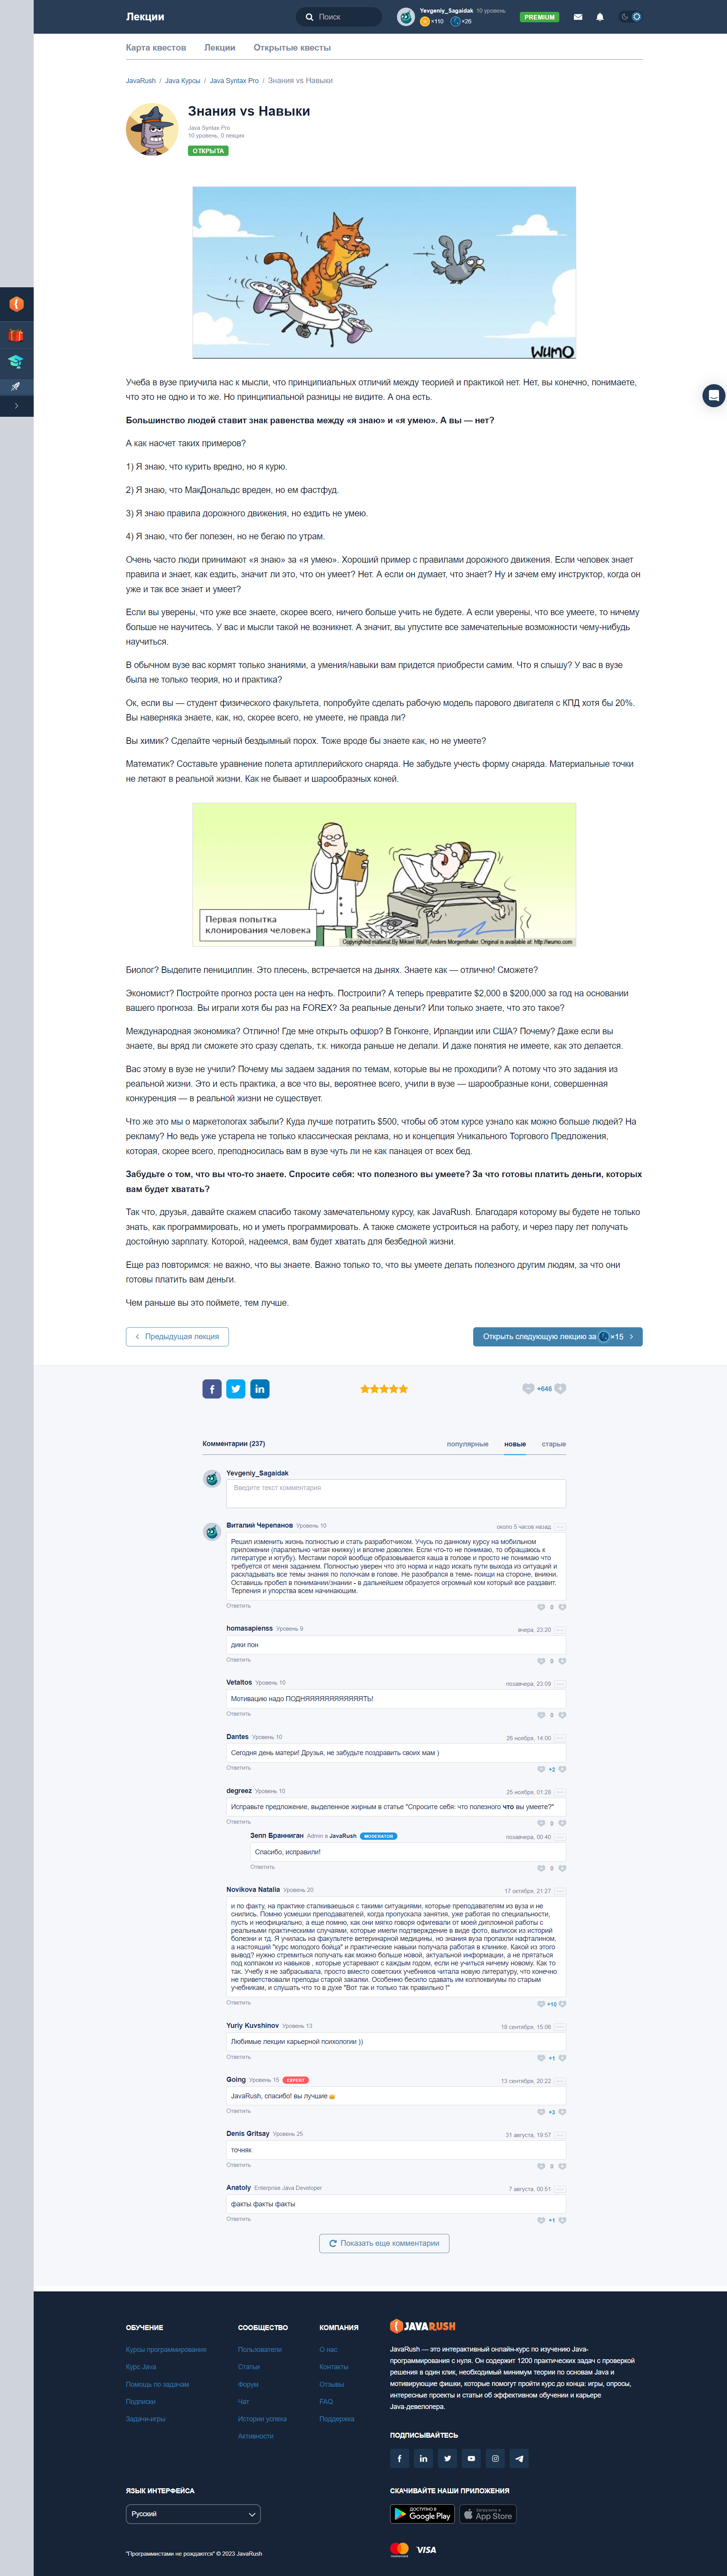 Лекции
Поиск
Yevgeniy_Sagaidak 10 уровень
×110 ×26
PREMIUM
Карта квестов Лекции Открытые квесты
JavaRush / Java Курсы / Java Syntax Pro / Знания vs Навыки
Знания vs Навыки
Java Syntax Pro
10 уровень, 0 лекция
ОТКРЫТА
WUMO
Учеба в вузе приучила нас к мысли, что принципиальных отличий между теорией и практикой нет. Нет, вы конечно, понимаете,
что это не одно и то же. Но принципиальной разницы не видите. А она есть.
Большинство людей ставит знак равенства между «я знаю» и «я умею». А вы — нет?
А как насчет таких примеров?
1) Я знаю, что курить вредно, но я курю.
2) Я знаю, что МакДональдс вреден, но ем фастфуд.
3) Я знаю правила дорожного движения, но ездить не умею.
4) Я знаю, что бег полезен, но не бегаю по утрам.
Очень часто люди принимают «я знаю» за «я умею». Хороший пример с правилами дорожного движения. Если человек знает
правила и знает, как ездить, значит ли это, что он умеет? Нет. А если он думает, что знает? Ну и зачем ему инструктор, когда он
уже и так все знает и умеет?
Если вы уверены, что уже все знаете, скорее всего, ничего больше учить не будете. А если уверены, что все умеете, то ничему
больше не научитесь. У вас и мысли такой не возникнет. А значит, вы упустите все замечательные возможности чему-нибудь
научиться.
В обычном вузе вас кормят только знаниями, а умения/навыки вам придется приобрести самим. Что я слышу? У вас в вузе
была не только теория, но и практика?
Ок, если вы — студент физического факультета, попробуйте сделать рабочую модель парового двигателя с КПД хотя бы 20%.
Вы наверняка знаете, как, но, скорее всего, не умеете, не правда ли?
Вы химик? Сделайте черный бездымный порох. Тоже вроде бы знаете как, но не умеете?
Математик? Составьте уравнение полета артиллерийского снаряда. Не забудьте учесть форму снаряда. Материальные точки
не летают в реальной жизни. Как не бывает и шарообразных коней.
Первая попытка
клонирования человека
Copyrighted material.By Mikael Wulff, Anders Morgenthaler. Original is available at: http://wumo.com
Биолог? Выделите пенициллин. Это плесень, встречается на дынях. Знаете как — отлично! Сможете?
Экономист? Постройте прогноз роста цен на нефть. Построили? А теперь превратите $2,000 в $200,000 за год на основании
вашего прогноза. Вы играли хотя бы раз на FOREX? За реальные деньги? Или только знаете, что это такое?
Международная экономика? Отлично! Где мне открыть офшор? В Гонконге, Ирландии или США? Почему? Даже если вы
знаете, вы вряд ли сможете это сразу сделать, т.к. никогда раньше не делали. И даже понятия не имеете, как это делается.
Вас этому в вузе не учили? Почему мы задаем задания по темам, которые вы не проходили? А потому что это задания из
реальной жизни. Это и есть практика, а все что вы, вероятнее всего, учили в вузе — шарообразные кони, совершенная
конкуренция — в реальной жизни не существует.
Что же это мы о маркетологах забыли? Куда лучше потратить $500, чтобы об этом курсе узнало как можно больше людей? На
рекламу? Но ведь уже устарела не только классическая реклама, но и концепция Уникального Торгового Предложения,
которая, скорее всего, преподносилась вам в вузе чуть ли не как панацея от всех бед.
Забудьте о том, что вы что-то знаете. Спросите себя: что полезного вы умеете? За что готовы платить деньги, которых
вам будет хватать?
Так что, друзья, давайте скажем спасибо такому замечательному курсу, как JavaRush. Благодаря которому вы будете не только
знать, как программировать, но и уметь программировать. А также сможете устроиться на работу, и через пару лет получать
достойную зарплату. Которой, надеемся, вам будет хватать для безбедной жизни.
Еще раз повторимся: не важно, что вы знаете. Важно только то, что вы умеете делать полезного другим людям, за что они
готовы платить вам деньги.
Чем раньше вы это поймете, тем лучше.
Предыдущая лекция
Открыть следующую лекцию за ×15
+646
Комментарии (237) популярные новые старые
Yevgeniy_Sagaidak
Введите текст комментария
Виталий Черепанов Уровень 10 около 5 часов назад
Решил изменить жизнь полностью и стать разработчиком. Учусь по данному курсу на мобильном
приложении (паралельно читая книжку) и вполне доволен. Если что-то не понимаю, то обращаюсь к
литературе и ютубу). Местами порой вообще образовывается каша в голове и просто не понимаю что
требуется от меня заданием. Полностью уверен что это норма и надо искать пути выхода из ситуаций и
раскладывать все темы знания по полочкам в голове. Не разобрался в теме- поищи на стороне, вникни.
Оставишь пробел в понимании/знании - в дальнейшем образуется огромный ком который все раздавит.
Терпения и упорства всем начинающим.
Ответить 0
homasapienss Уровень 9 вчера, 23:20
дики пон
Ответить 0
Vetaltos Уровень 10 позавчера, 23:09
Мотивацию надо ПОДНЯЯЯЯЯЯЯЯЯЯЯТЬ!
Ответить 0
Dantes Уровень 10 26 ноября, 14:00
Сегодня день матери! Друзья, не забудьте поздравить своих мам )
Ответить +2
degreez Уровень 10 25 ноября, 01:28
Исправьте предложение, выделенное жирным в статье "Спросите себя: что полезного что вы умеете?"
Ответить 0
Зепп Бранниган Admin в JavaRush MODERATOR позавчера, 00:40
Спасибо, исправили!
Ответить 0
Novikova Natalia Уровень 20 17 октября, 21:27
и по факту, на практике сталкиваешься с такими ситуациями, которые преподавателям из вуза и не
снились. Помню усмешки преподавателей, когда пропускала занятия, уже работая по специальности,
пусть и неофициально, а еще помню, как они мягко говоря офигевали от моей дипломной работы с
реальными практическими случаями, которые имели подтверждение в виде фото, выписок из историй
болезни и тд. Я училась на факультете ветеринарной медицины, но знания вуза пропахли нафталином,
а настоящий "курс молодого бойца" и практические навыки получала работая в клинике. Какой из этого
вывод? нужно стремиться получать как можно больше новой, актуальной информации, а не прятаться
под колпаком из навыков , которые устаревают с каждым годом, если не учиться ничему новому. Как то
так. Учебу я не забрасывала, просто вместо советских учебников читала новую литературу, что конечно
не приветствовали преподы старой закалки. Особенно бесило сдавать им коллоквиумы по старым
учебникам, и слушать что то в духе "Вот так и только так правильно !"
Ответить +10
Yuriy Kuvshinov Уровень 13 18 сентября, 15:06
Любимые лекции карьерной психологии ))
Ответить +1
Going Уровень 15 EXPERT 13 сентября, 20:22
JavaRush, спасибо! вы лучшие
Ответить +3
Denis Gritsay Уровень 25 31 августа, 19:57
точняк
Ответить 0
Anatoly Enterprise Java Developer 7 августа, 00:51
факты факты факты
Ответить +1
Показать еще комментарии
ОБУЧЕНИЕ
Курсы программирования
Курс Java
Помощь по задачам
Подписки
Задачи-игры
СООБЩЕСТВО
Пользователи
Статьи
Форум
Чат
Истории успеха
Активности
КОМПАНИЯ
О нас
Контакты
Отзывы
FAQ
Поддержка
JAVARUSH
JavaRush — это интерактивный онлайн-курс по изучению Java-
программирования с нуля. Он содержит 1200 практических задач с проверкой
решения в один клик, необходимый минимум теории по основам Java и
мотивирующие фишки, которые помогут пройти курс до конца: игры, опросы,
интересные проекты и статьи об эффективном обучении и карьере
Java-девелопера.
ПОДПИСЫВАЙТЕСЬ
ЯЗЫК ИНТЕРФЕЙСА
Русский
СКАЧИВАЙТЕ НАШИ ПРИЛОЖЕНИЯ
ДОСТУПНО В
Google Play
Загрузите в
App Store
"Программистами не рождаются" © 2023 JavaRush
VISA